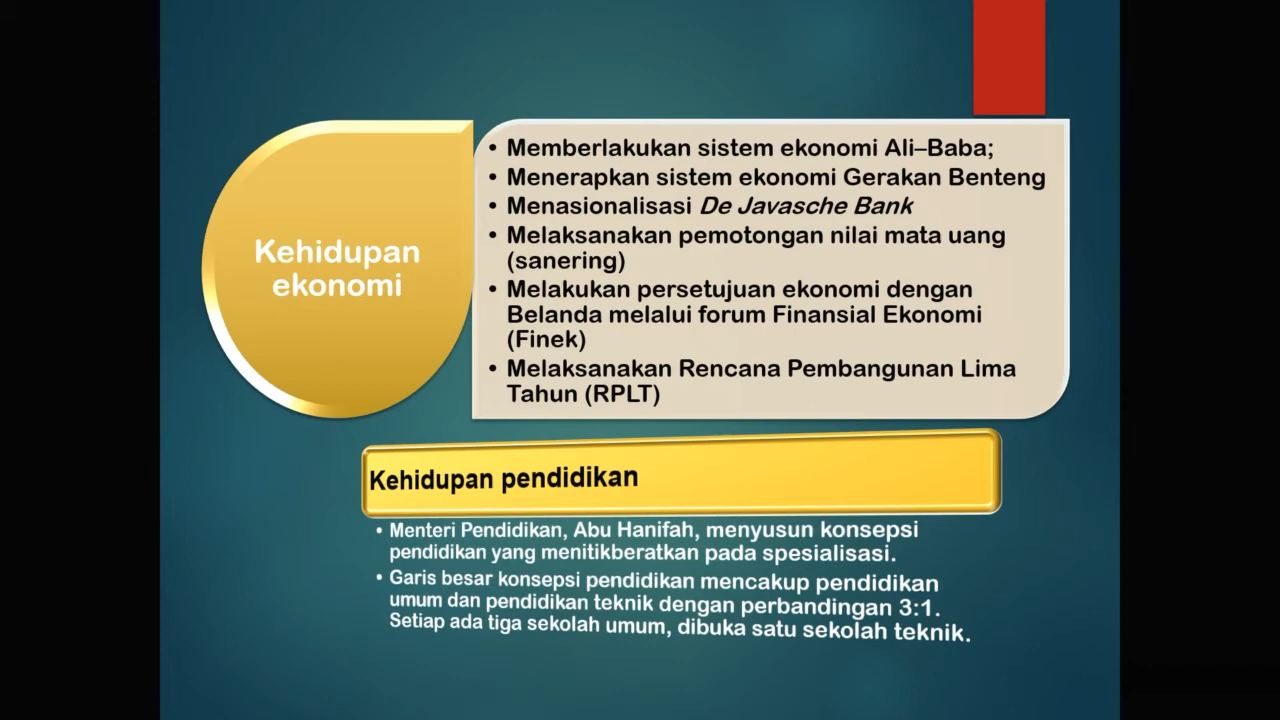 Kehidupan
ekonomi
• Memberlakukan sistem ekonomi Ali–Baba;
• Menerapkan sistem ekonomi Gerakan Benteng
• Menasionalisasi De Javasche Bank
• Melaksanakan pemotongan nilai mata uang
(sanering)
• Melakukan persetujuan ekonomi dengan
Belanda melalui forum Finansial Ekonomi
(Finek)
• Melaksanakan Rencana Pembangunan Lima
Tahun (RPLT)
Kehidupan pendidikan
• Menteri Pendidikan, Abu Hanifah, menyusun konsepsi
pendidikan yang menitikberatkan pada spesialisasi.
• Garis besar konsepsi pendidikan mencakup pendidikan
umum dan pendidikan teknik dengan perbandingan 3:1.
Setiap ada tiga sekolah umum, dibuka satu sekolah teknik.